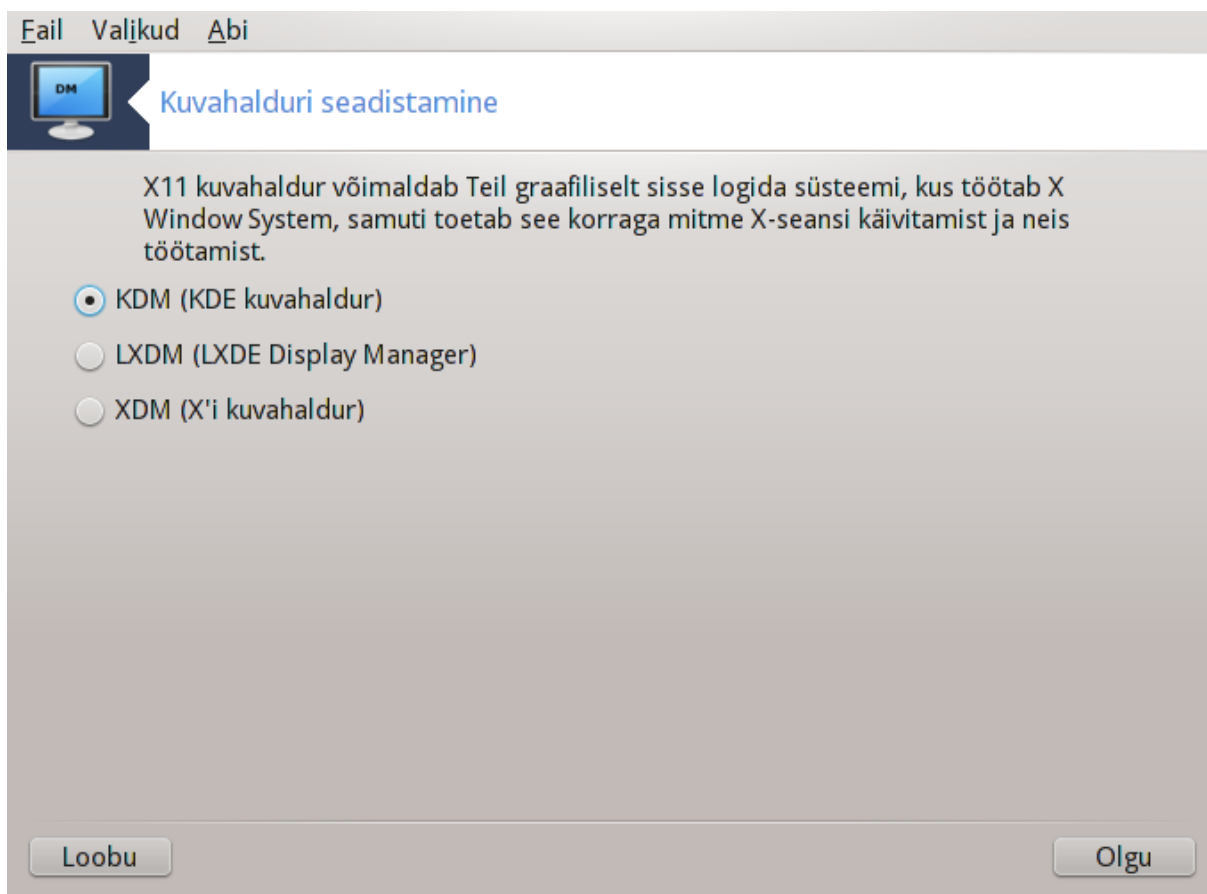 Fail Valikud Abi
DM
Kuvahalduri seadistamine
X11 kuvahaldur võimaldab Teil graafiliselt sisse logida süsteemi, kus töötab X
Window System, samuti toetab see korraga mitme X-seansi käivitamist ja neis
töötamist.
KDM (KDE kuvahaldur)
LXDM (LXDE Display Manager)
XDM (X'i kuvahaldur)
Loobu Olgu